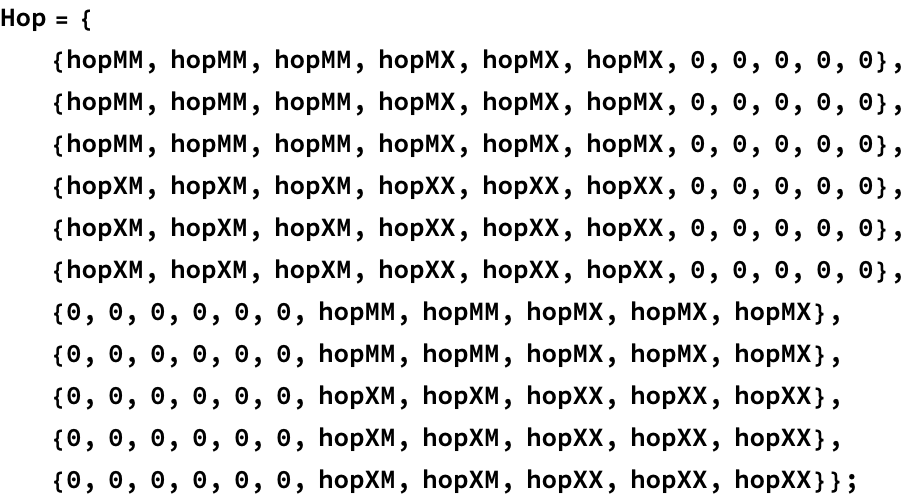 Hop = {
{hopMM, hopMM, hopMM, hopMX, hopMX, hopMX, 0, 0, 0, 0, 0},
{hopMM, hopMM, hopMM, hopMX, hopMX, hopMX, 0, 0, 0, 0, 0},
{hopMM, hopMM, hopMM, hopMX, hopMX, hopMX, 0, 0, 0, 0, 0},
{hopXM, hopXM, hopXM, hopXX, hopXX, hopXX, 0, 0, 0, 0, 0},
{hopXM, hopXM, hopXM, hopXX, hopXX, hopXX, 0, 0, 0, 0, 0},
{hopXM, hopXM, hopXM, hopXX, hopXX, hopXX, 0, 0, 0, 0, 0},
{0, 0, 0, 0, 0, 0, hopMM, hopMM, hopMX, hopMX, hopMX},
{0, 0, 0, 0, 0, 0, hopMM, hopMM, hopMX, hopMX, hopMX},
{0, 0, 0, 0, 0, 0, hopXM, hopXM, hopXX, hopXX, hopXX},
{0, 0, 0, 0, 0, 0, hopXM, hopXM, hopXX, hopXX, hopXX},
{0, 0, 0, 0, 0, 0, hopXM, hopXM, hopXX, hopXX, hopXX}};